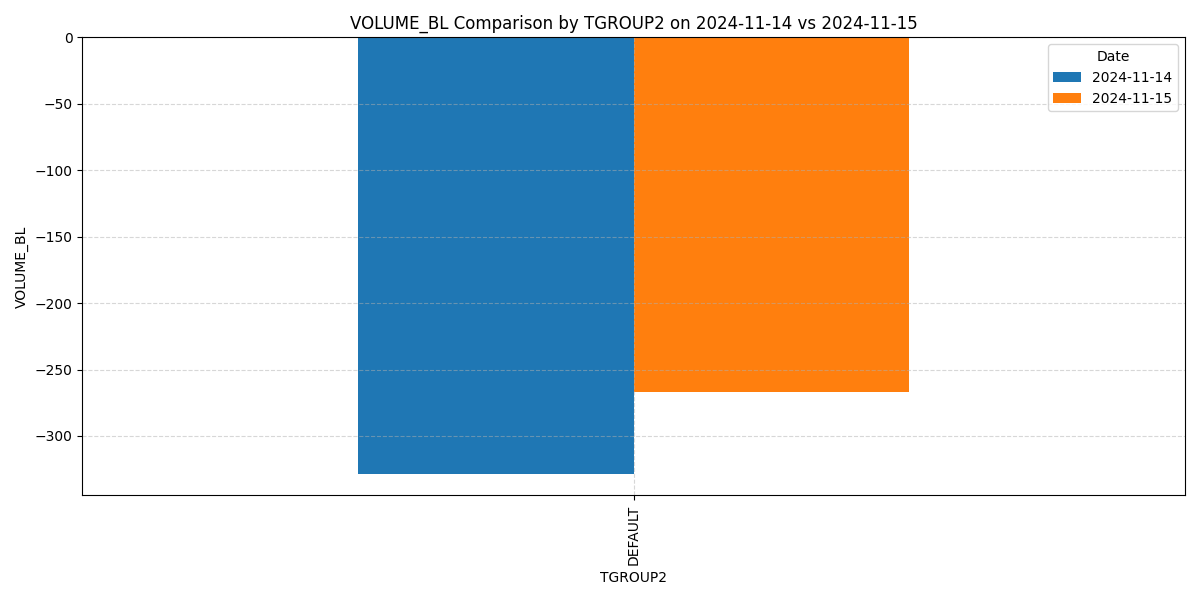 VOLUME_BL Comparison by TGROUP2 on 2024-11-14 vs 2024-11-15
Date
2024-11-14
2024-11-15
0
−50
−100
−150
−200
−250
−300
VOLUME_BL
DEFAULT
TGROUP2